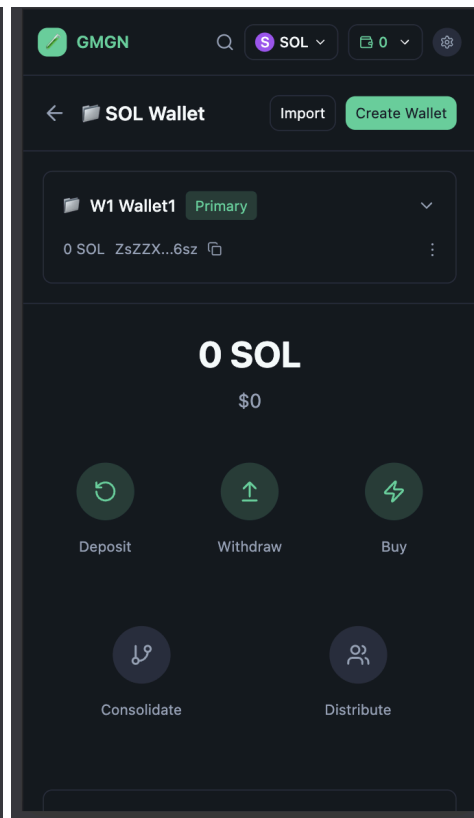 GMGN S SOL 0
SOL Wallet Import Create Wallet
W1 Wallet1 Primary
0 SOL ZsZZX...6sz
0 SOL
$0
Deposit Withdraw Buy
Consolidate Distribute